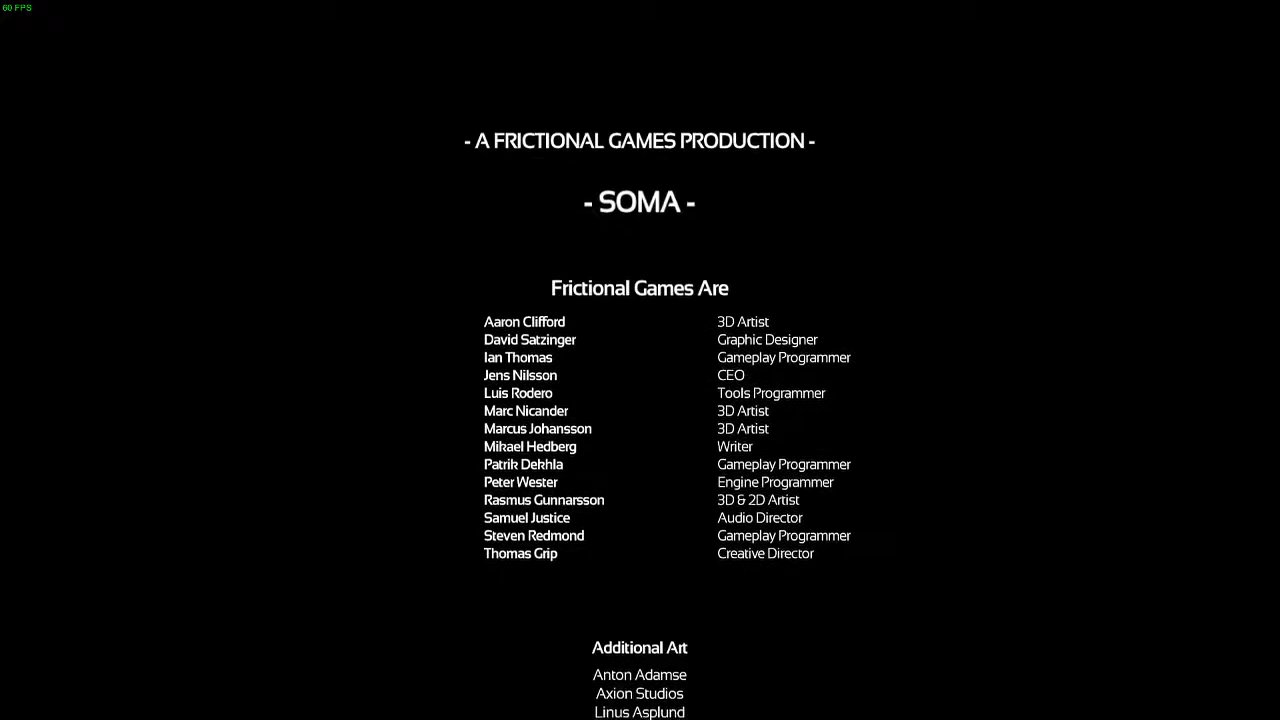 60 FPS
- A FRICTIONAL GAMES PRODUCTION -
- SOMA -
Frictional Games Are
Aaron Clifford 3D Artist
David Satzinger Graphic Designer
Ian Thomas Gameplay Programmer
Jens Nilsson CEO
Luis Rodero Tools Programmer
Marc Nicander 3D Artist
Marcus Johansson 3D Artist
Mikael Hedberg Writer
Patrik Dekhla Gameplay Programmer
Peter Wester Engine Programmer
Rasmus Gunnarsson 3D & 2D Artist
Samuel Justice Audio Director
Steven Redmond Gameplay Programmer
Thomas Grip Creative Director
Additional Art
Anton Adamse
Axion Studios
Linus Asplund